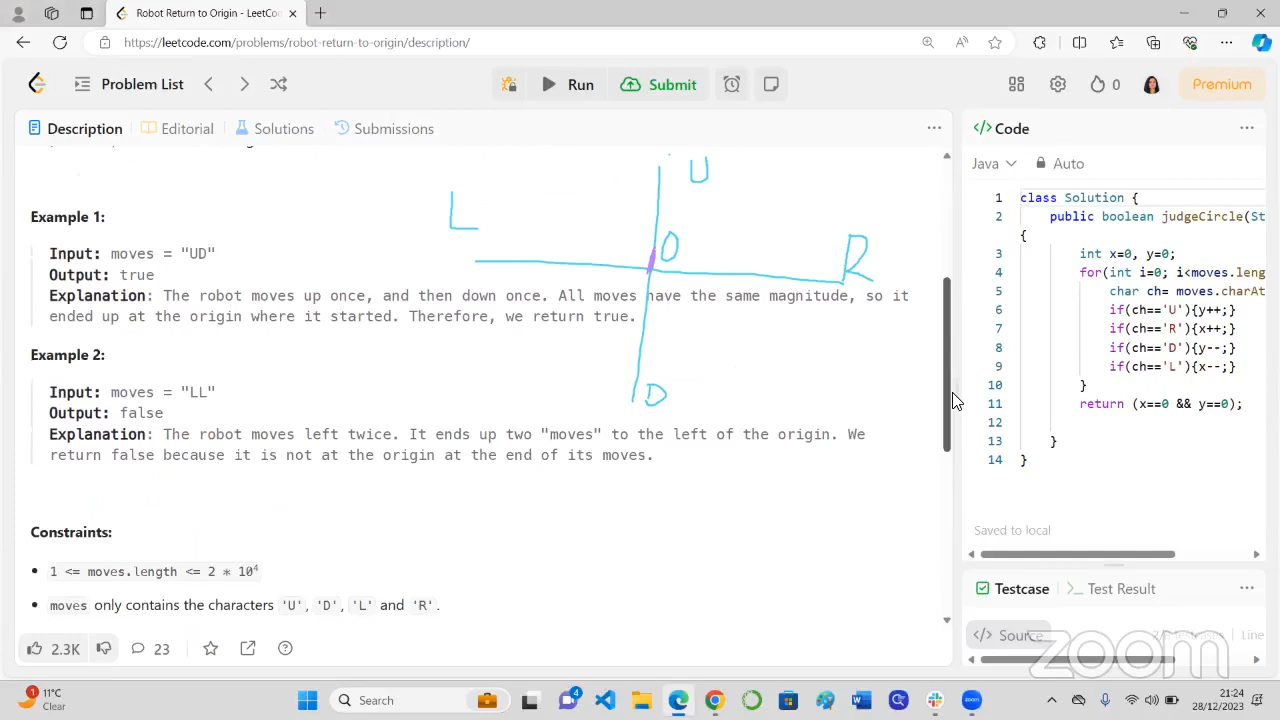 Robot Return to Origin - LeetCo
https://leetcode.com/problems/robot-return-to-origin/description/
Problem List
Run
Submit
0
Premium
Description
Editorial
Solutions
Submissions
Code
Java
Auto
Example 1:
Input: moves = "UD"
Output: true
Explanation: The robot moves up once, and then down once. All moves have the same magnitude, so it
ended up at the origin where it started. Therefore, we return true.
Example 2:
Input: moves = "LL"
Output: false
Explanation: The robot moves left twice. It ends up two "moves" to the left of the origin. We
return false because it is not at the origin at the end of its moves.
Constraints:
1 <= moves.length <= 2 * 10⁴
moves only contains the characters 'U', 'D', 'L' and 'R'.
U
L
O
R
D
2.3K
23
1 class Solution {
2 public boolean judgeCircle(St
{
3 int x=0, y=0;
4 for(int i=0; i<moves.leng
5 char ch= moves.charAt
6 if(ch=='U'){y++;}
7 if(ch=='R'){x++;}
8 if(ch=='D'){y--;}
9 if(ch=='L'){x--;}
10 }
11 return (x==0 && y==0);
12
13 }
14 }
Saved to local
Testcase
Test Result
Source
Line
zoom
1
11°C
Clear
Search
4
zoom
21:24
28/12/2023